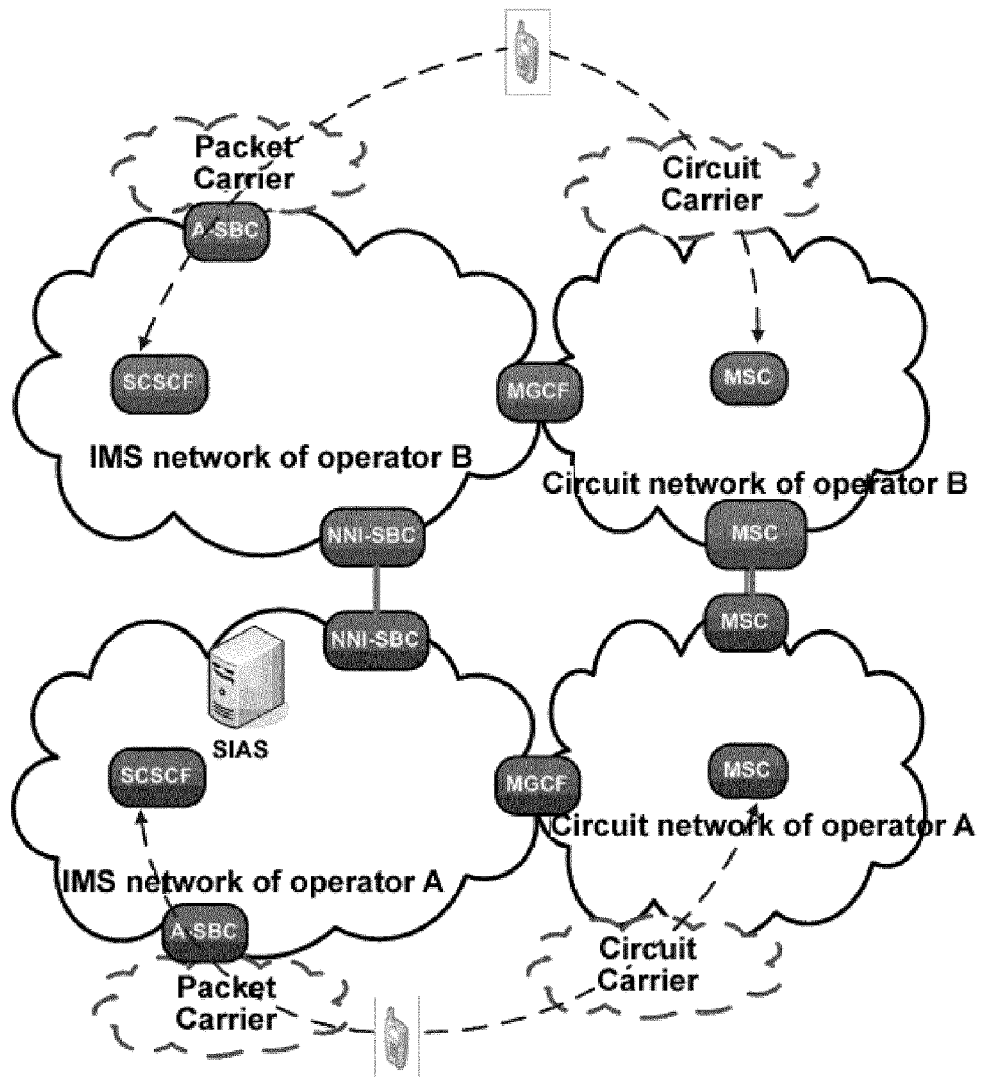 Packet
Carrier
Circuit
Carrier
A-SBC
SCSCF
MGCF
MSC
IMS network of operator B
Circuit network of operator B
NNI-SBC
MSC
NNI-SBC
MSC
SIAS
SCSCF
MGCF
MSC
Circuit network of operator A
IMS network of operator A
A-SBC
Circuit
Carrier
Packet
Carrier